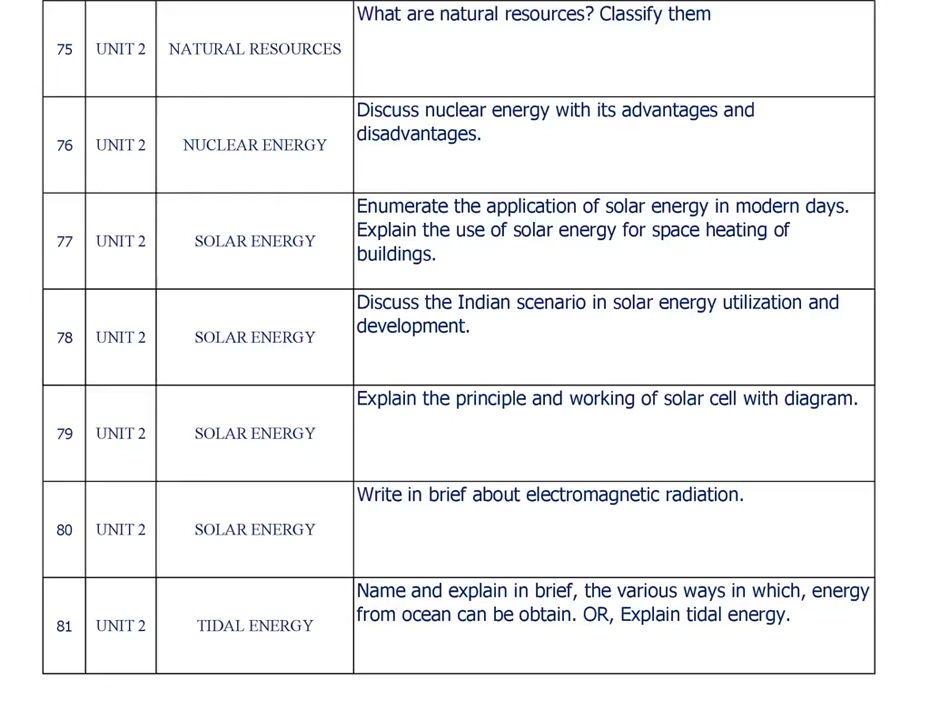 What are natural resources? Classify them
75 UNIT 2 NATURAL RESOURCES
Discuss nuclear energy with its advantages and
disadvantages.
76 UNIT 2 NUCLEAR ENERGY
Enumerate the application of solar energy in modern days.
Explain the use of solar energy for space heating of
buildings.
77 UNIT 2 SOLAR ENERGY
Discuss the Indian scenario in solar energy utilization and
development.
78 UNIT 2 SOLAR ENERGY
Explain the principle and working of solar cell with diagram.
79 UNIT 2 SOLAR ENERGY
Write in brief about electromagnetic radiation.
80 UNIT 2 SOLAR ENERGY
Name and explain in brief, the various ways in which, energy
from ocean can be obtain. OR, Explain tidal energy.
81 UNIT 2 TIDAL ENERGY